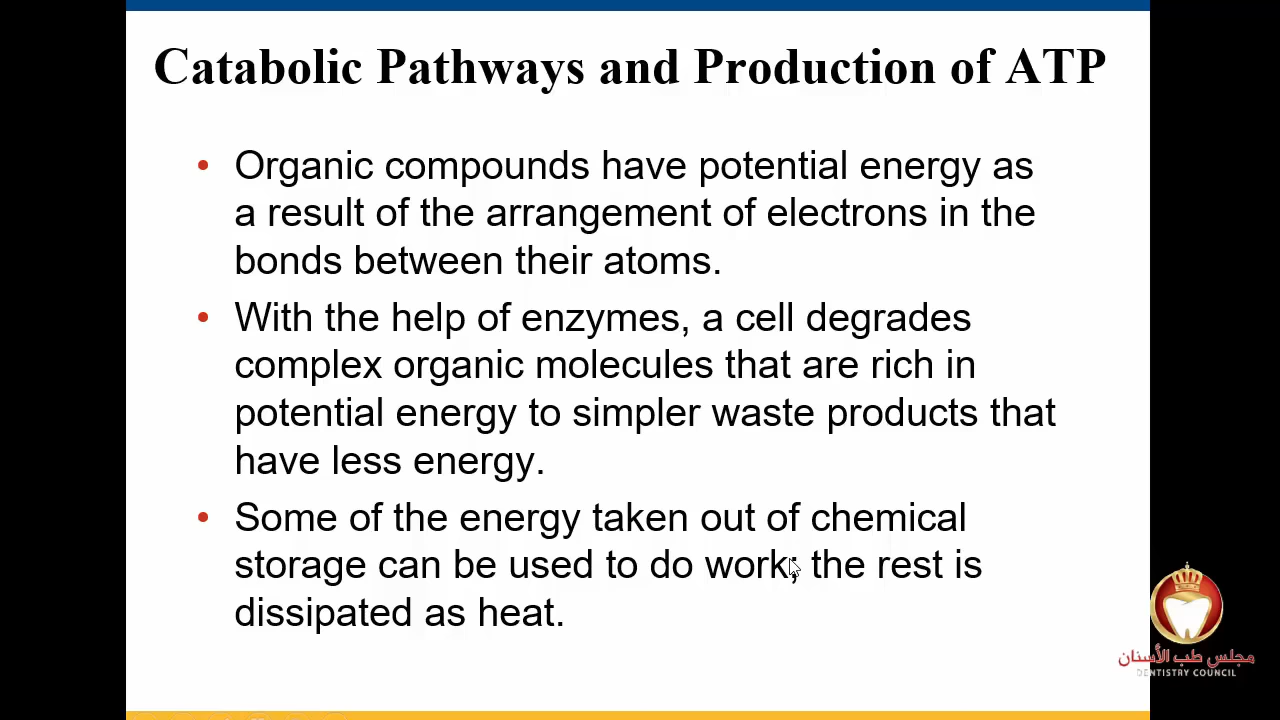 Catabolic Pathways and Production of ATP
• Organic compounds have potential energy as
a result of the arrangement of electrons in the
bonds between their atoms.
• With the help of enzymes, a cell degrades
complex organic molecules that are rich in
potential energy to simpler waste products that
have less energy.
• Some of the energy taken out of chemical
storage can be used to do work; the rest is
dissipated as heat.
مجلس طب الأسنان
DENTISTRY COUNCIL